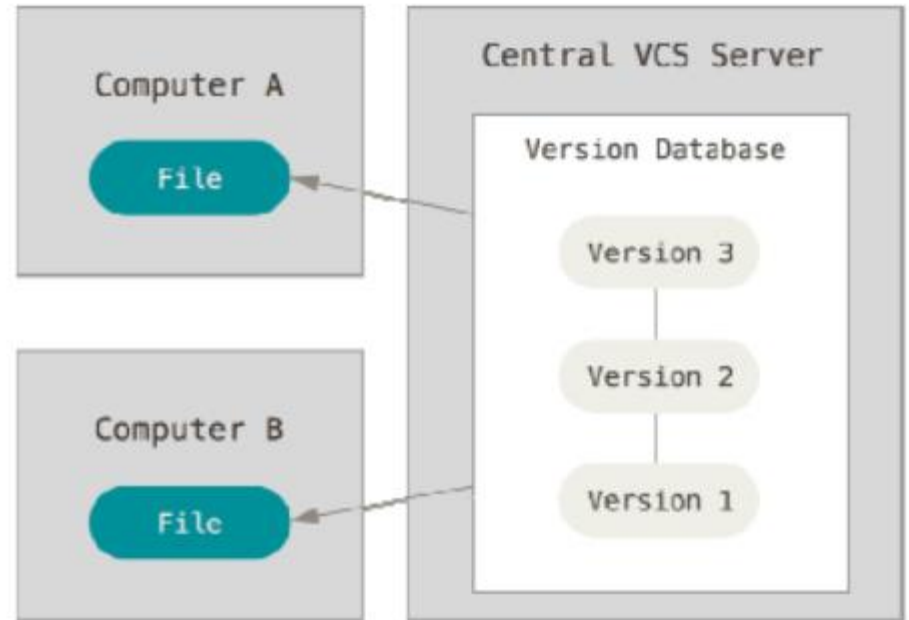 Computer A
File
Computer B
File
Central VCS Server
Version Database
Version 3
Version 2
Version 1